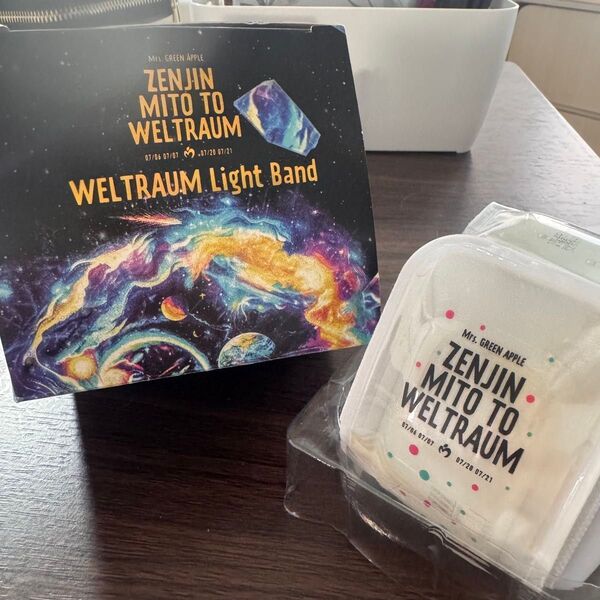 Mrs. GREEN APPLE
ZENJIN
MITO TO
WELTRAUM
07/06 07/07 07/20 07/21
WELTRAUM Light Band
Mrs. GREEN APPLE
ZENJIN
MITO TO
WELTRAUM
07/06 07/07 07/20 07/21